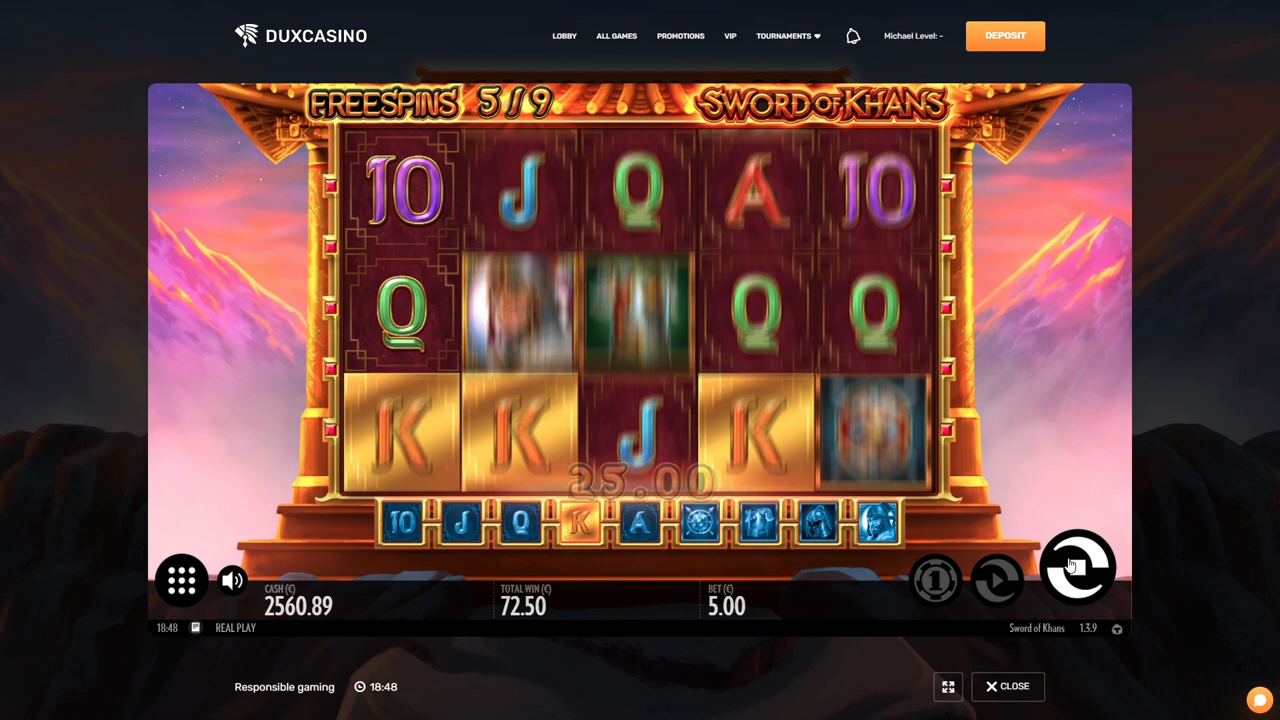 DUXCASINO
LOBBY ALL GAMES PROMOTIONS VIP TOURNAMENTS Michael Level: - DEPOSIT
FREESPINS 5/9 SWORD OF KHANS
10 J Q A 10
Q Q Q
K K J K
25.00
10 J Q K A
1
CASH (€) TOTAL WIN (€) BET (€)
2560.89 72.50 5.00
18:48 REAL PLAY Sword of Khans 1.3.9
Responsible gaming 18:48 CLOSE